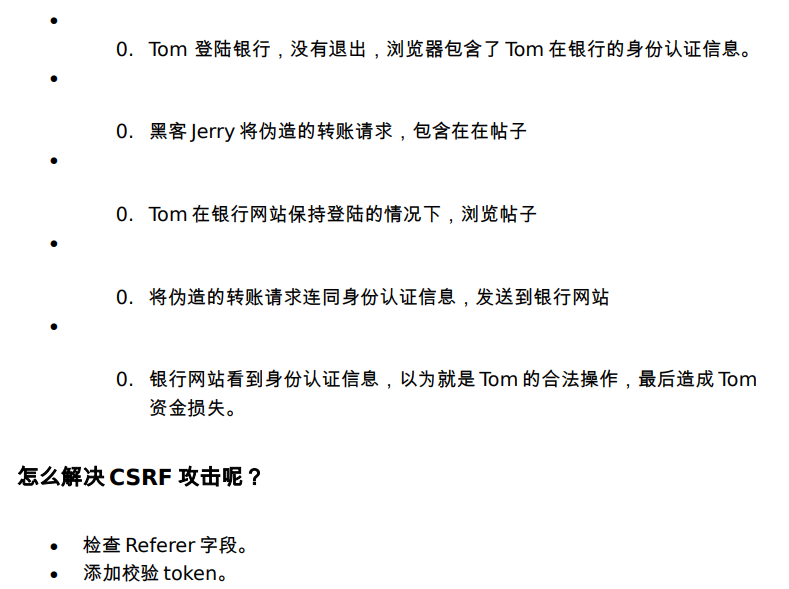 •
0. Tom 登陆银行，没有退出，浏览器包含了 Tom 在银行的身份认证信息。
•
0. 黑客 Jerry 将伪造的转账请求，包含在在帖子
•
0. Tom 在银行网站保持登陆的情况下，浏览帖子
•
0. 将伪造的转账请求连同身份认证信息，发送到银行网站
•
0. 银行网站看到身份认证信息，以为就是 Tom 的合法操作，最后造成 Tom
资金损失。
怎么解决 CSRF 攻击呢？
• 检查 Referer 字段。
• 添加校验 token。